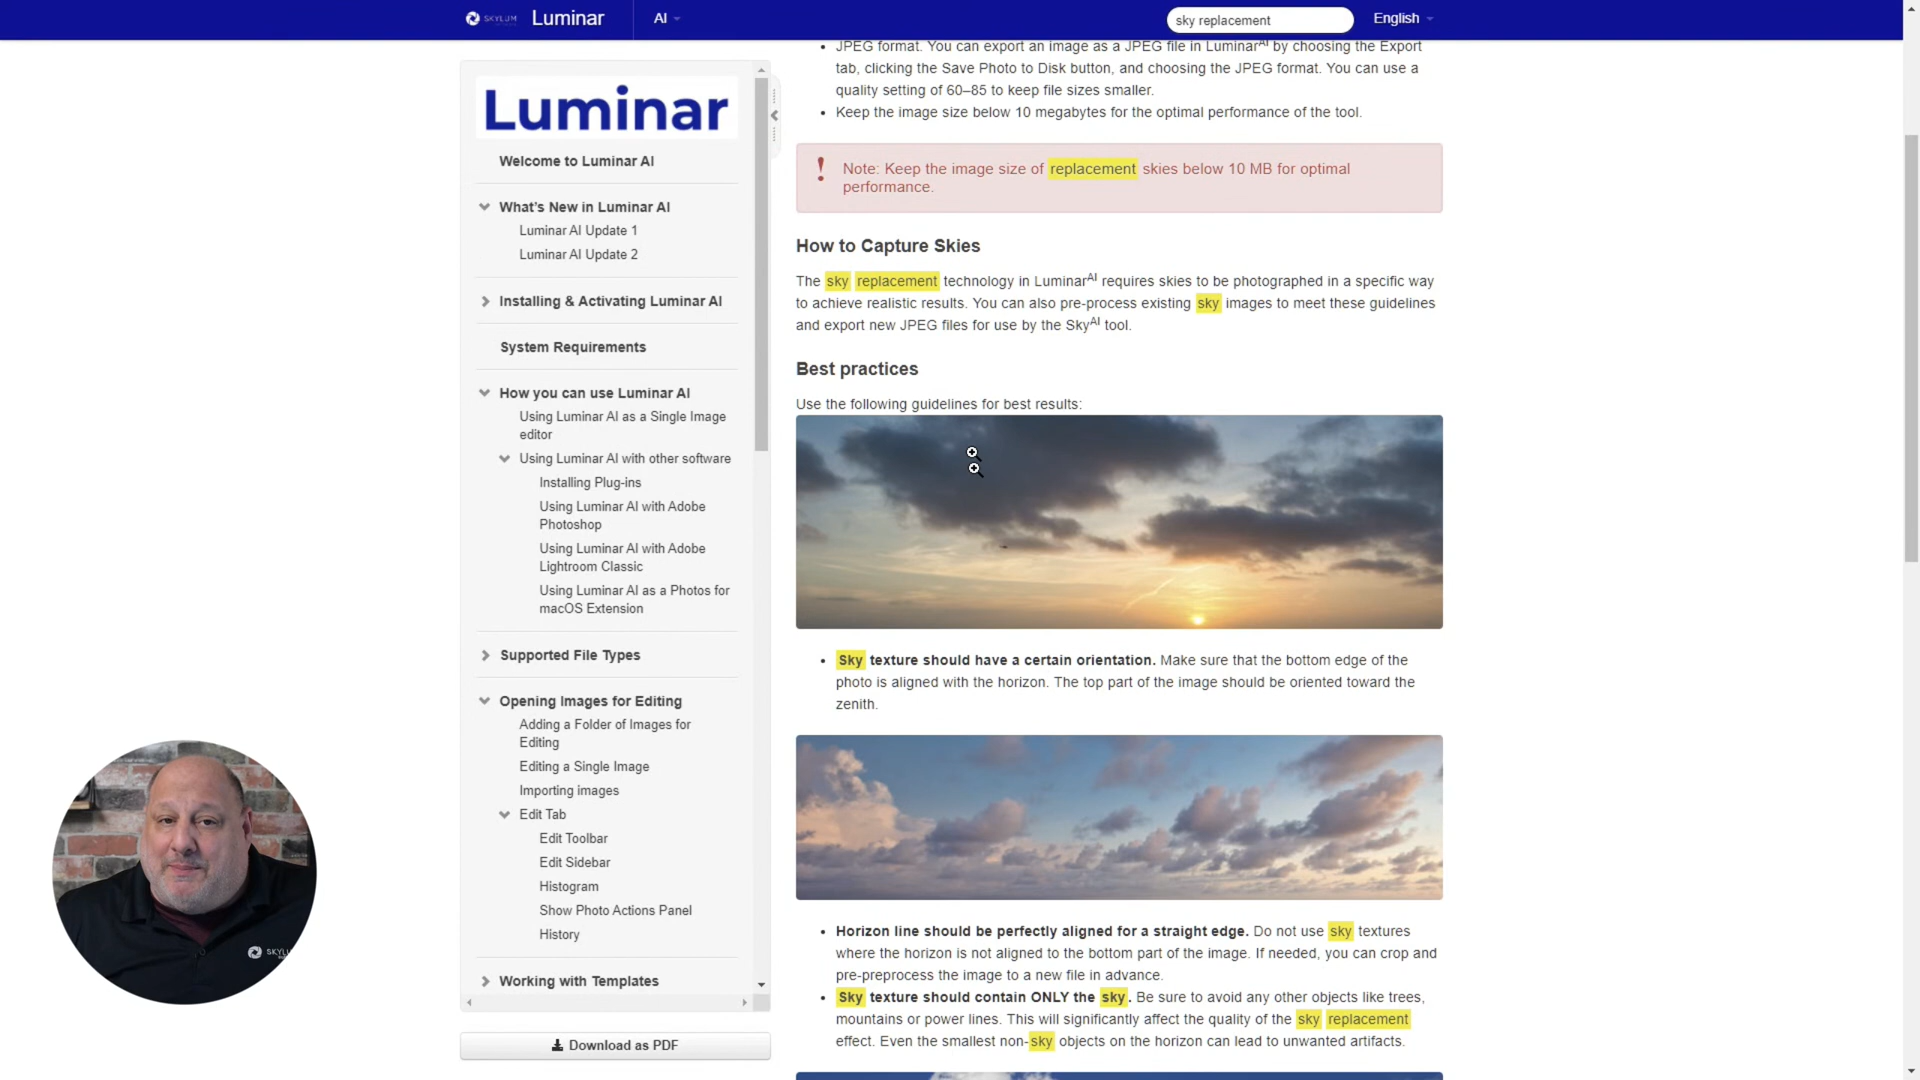 SKYLUM Luminar AI sky replacement English
JPEG format. You can export an image as a JPEG file in LuminarAI by choosing the Export
tab, clicking the Save Photo to Disk button, and choosing the JPEG format. You can use a
quality setting of 60–85 to keep file sizes smaller.
Keep the image size below 10 megabytes for the optimal performance of the tool.
! Note: Keep the image size of replacement skies below 10 MB for optimal
performance.
How to Capture Skies
The sky replacement technology in LuminarAI requires skies to be photographed in a specific way
to achieve realistic results. You can also pre-process existing sky images to meet these guidelines
and export new JPEG files for use by the SkyAI tool.
Best practices
Use the following guidelines for best results:
Sky texture should have a certain orientation. Make sure that the bottom edge of the
photo is aligned with the horizon. The top part of the image should be oriented toward the
zenith.
Horizon line should be perfectly aligned for a straight edge. Do not use sky textures
where the horizon is not aligned to the bottom part of the image. If needed, you can crop and
pre-preprocess the image to a new file in advance.
Sky texture should contain ONLY the sky. Be sure to avoid any other objects like trees,
mountains or power lines. This will significantly affect the quality of the sky replacement
effect. Even the smallest non-sky objects on the horizon can lead to unwanted artifacts.
Luminar
Welcome to Luminar AI
What's New in Luminar AI
Luminar AI Update 1
Luminar AI Update 2
Installing & Activating Luminar AI
System Requirements
How you can use Luminar AI
Using Luminar AI as a Single Image
editor
Using Luminar AI with other software
Installing Plug-ins
Using Luminar AI with Adobe
Photoshop
Using Luminar AI with Adobe
Lightroom Classic
Using Luminar AI as a Photos for
macOS Extension
Supported File Types
Opening Images for Editing
Adding a Folder of Images for
Editing
Editing a Single Image
Importing images
Edit Tab
Edit Toolbar
Edit Sidebar
Histogram
Show Photo Actions Panel
History
Working with Templates
Download as PDF